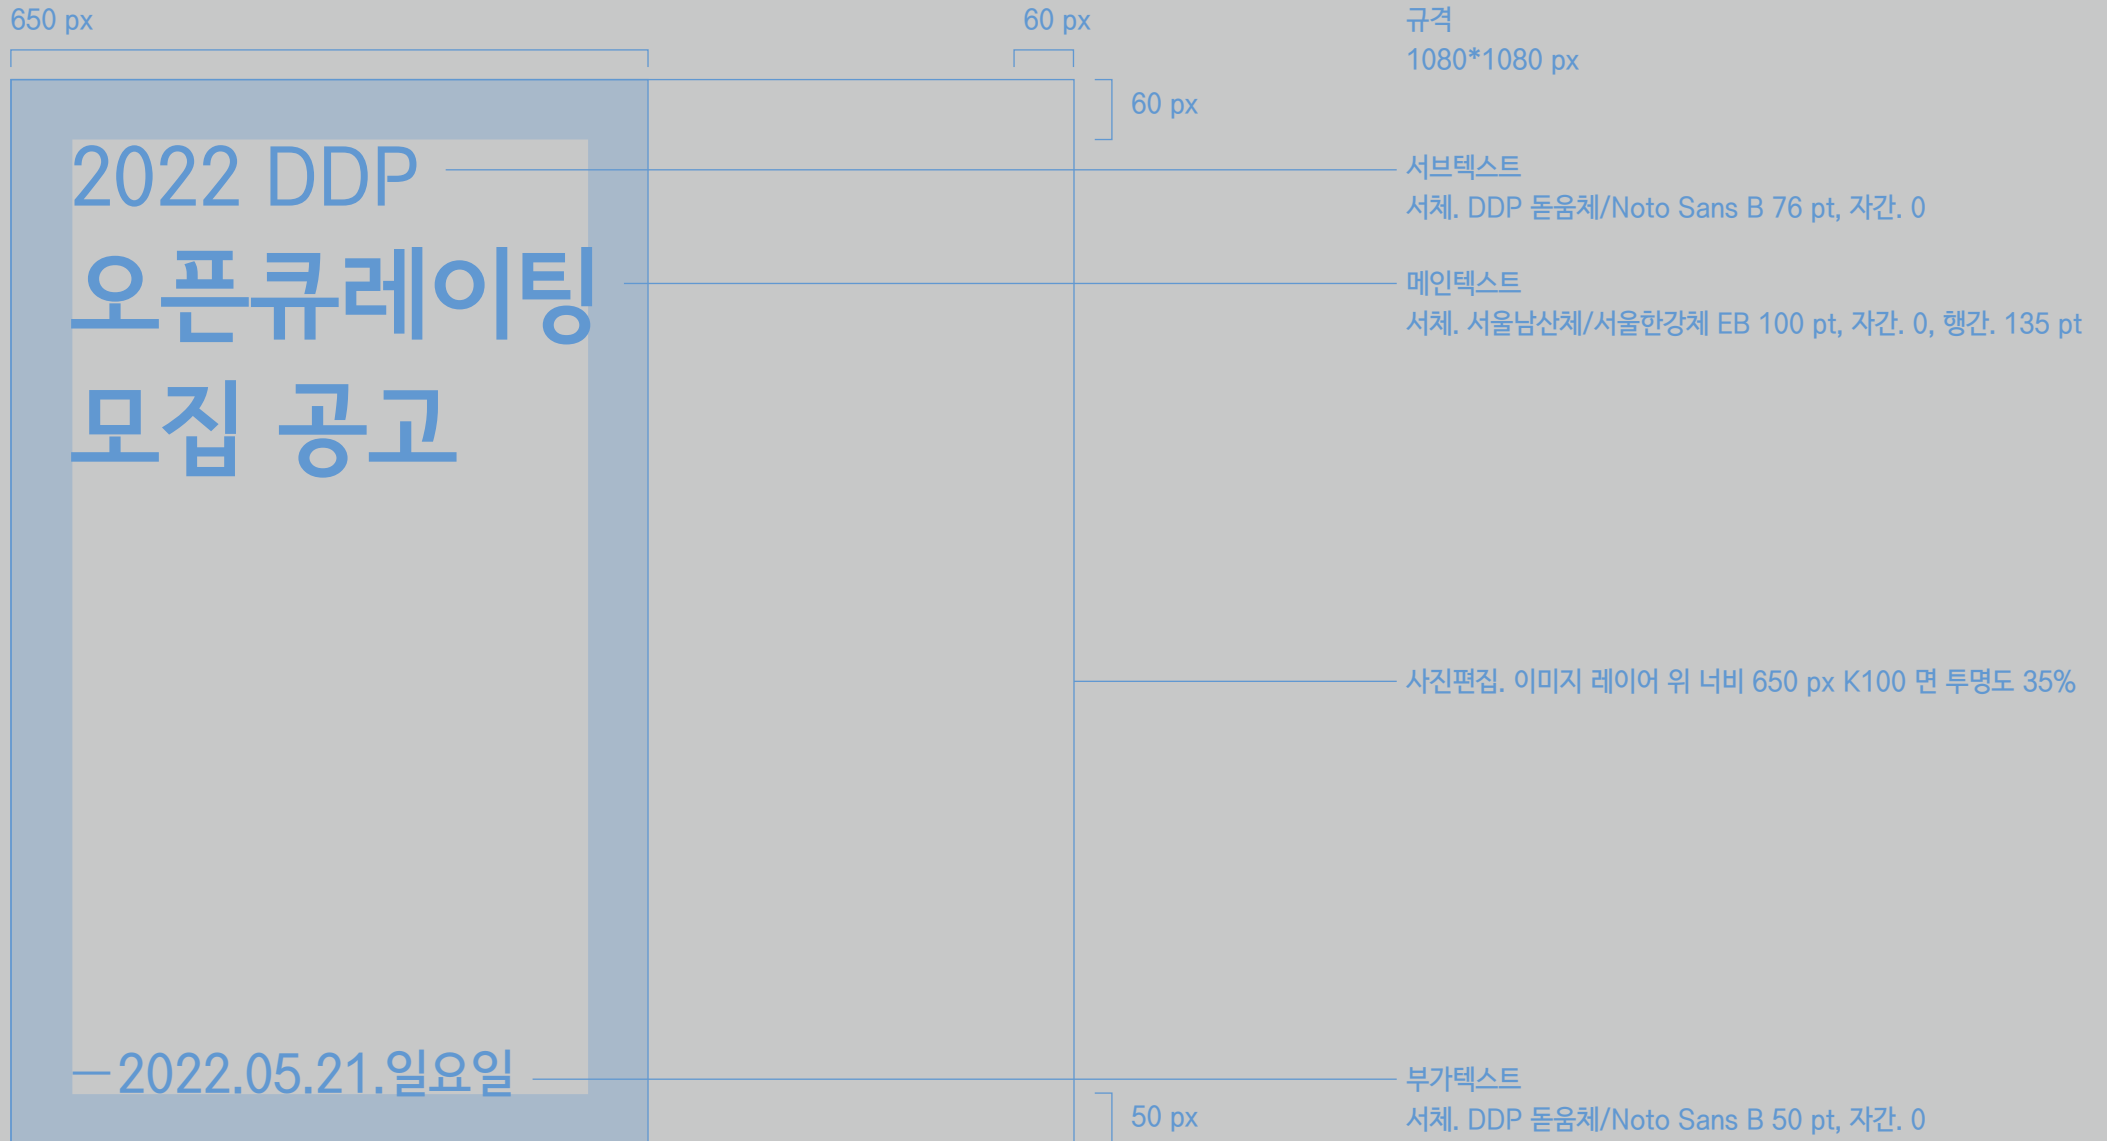 650 px
60 px
규격
1080*1080 px
60 px
2022 DDP
서브텍스트
서체. DDP 돋움체/Noto Sans B 76 pt, 자간. 0
오픈큐레이팅
모집 공고
메인텍스트
서체. 서울남산체/서울한강체 EB 100 pt, 자간. 0, 행간. 135 pt
사진편집. 이미지 레이어 위 너비 650 px K100 면 투명도 35%
—2022.05.21.일요일
부가텍스트
서체. DDP 돋움체/Noto Sans B 50 pt, 자간. 0
50 px